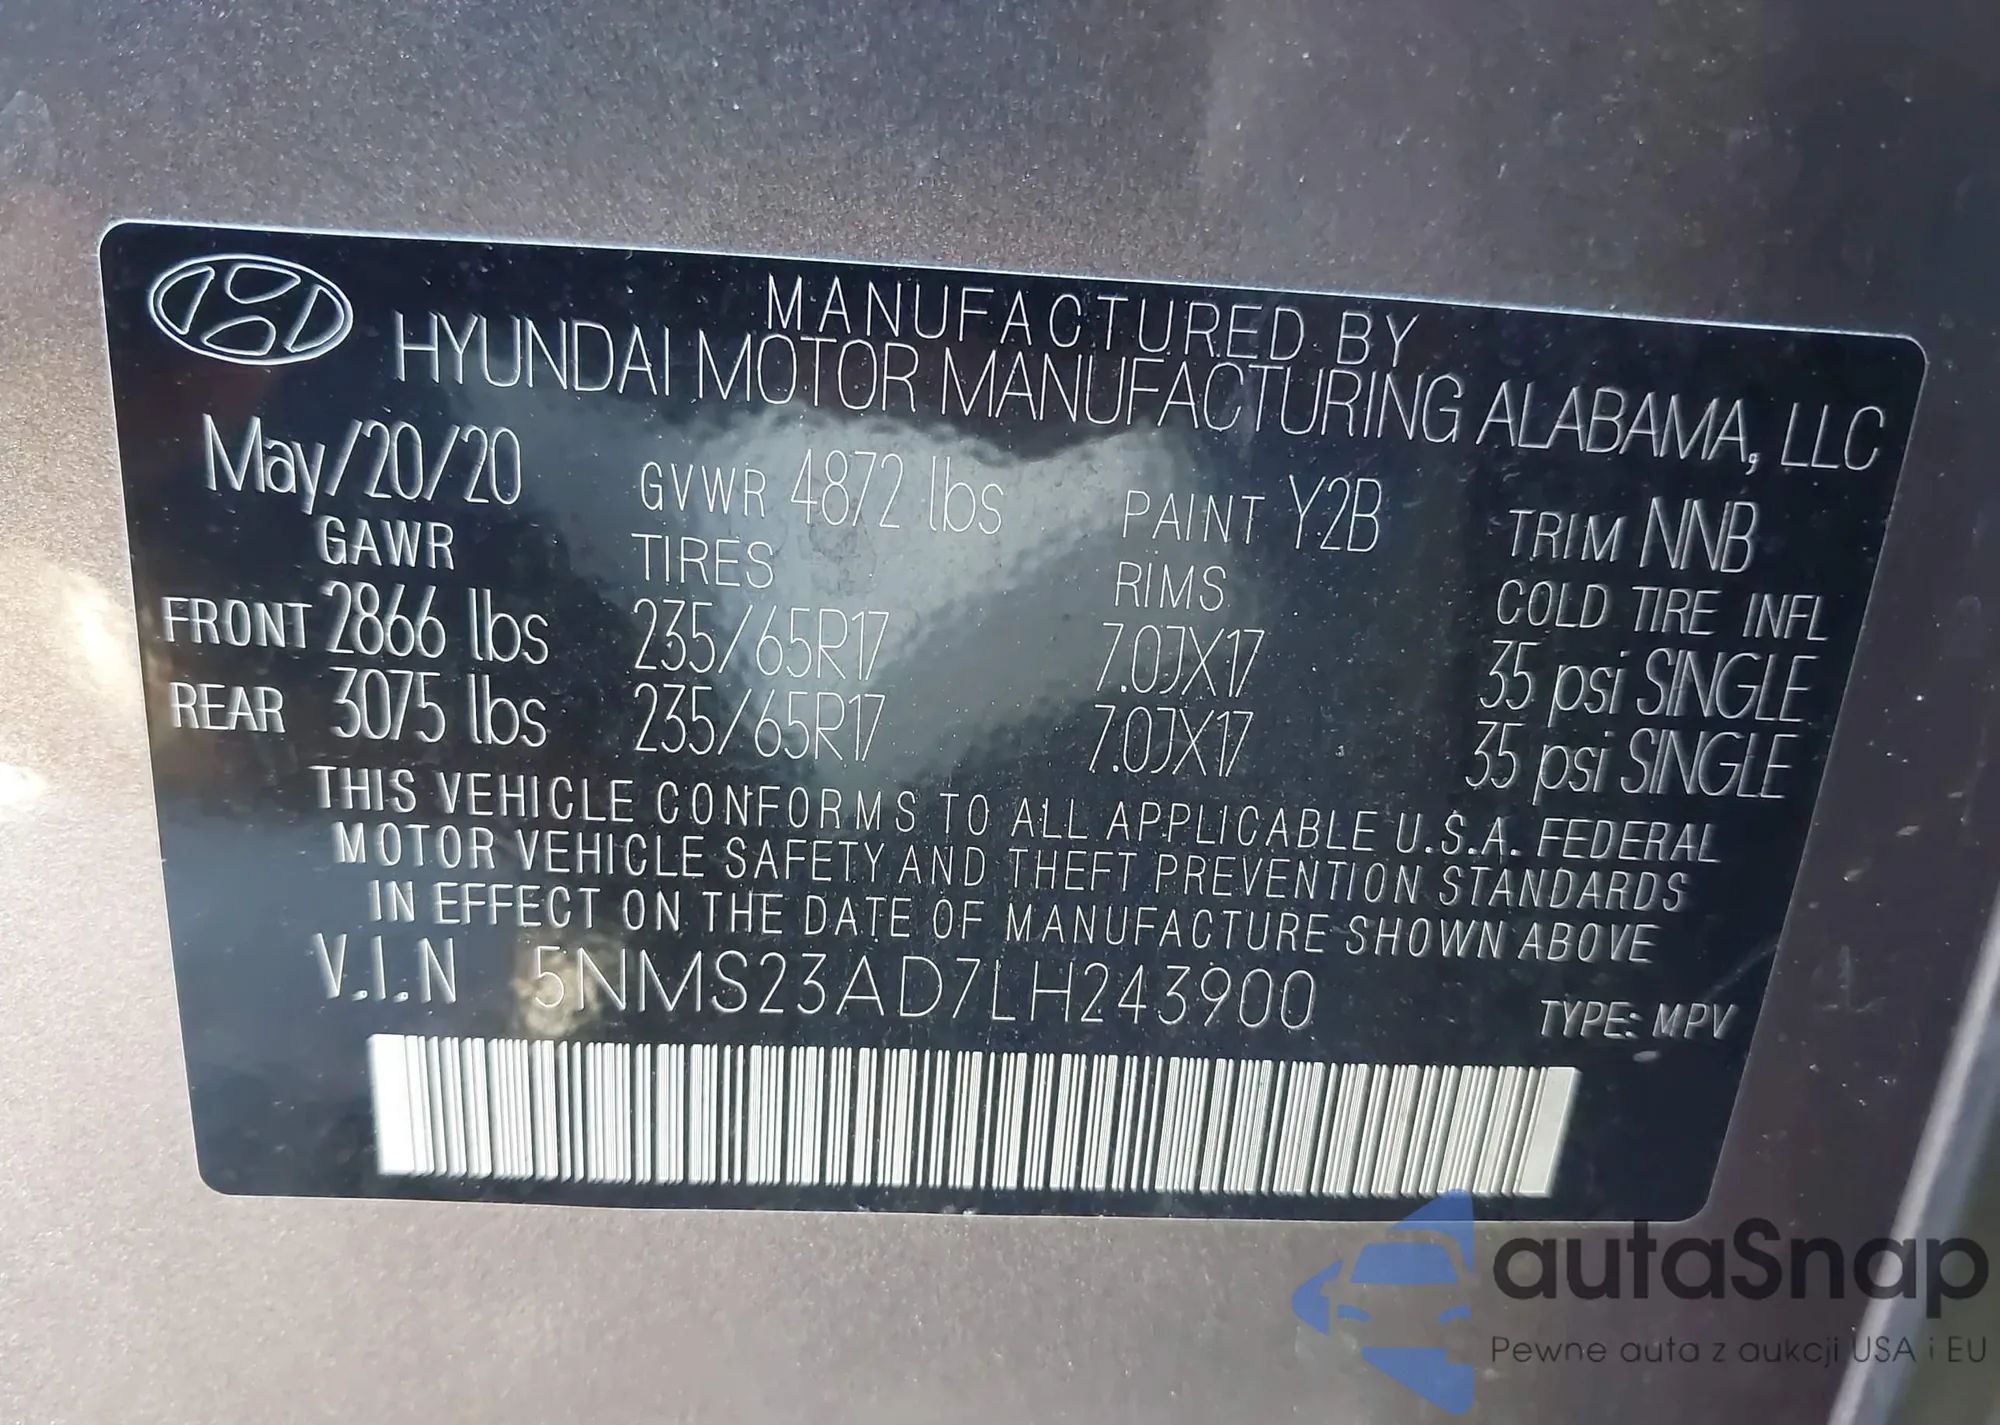 MANUFACTURED BY
HYUNDAI MOTOR MANUFACTURING ALABAMA, LLC
May/20/20 GVWR 4872 lbs PAINT Y2B TRIM NNB
GAWR TIRES RIMS COLD TIRE INFL
FRONT 2866 lbs 235/65R17 7.0JX17 35 psi SINGLE
REAR 3075 lbs 235/65R17 7.0JX17 35 psi SINGLE
THIS VEHICLE CONFORMS TO ALL APPLICABLE U.S.A. FEDERAL
MOTOR VEHICLE SAFETY AND THEFT PREVENTION STANDARDS
IN EFFECT ON THE DATE OF MANUFACTURE SHOWN ABOVE
V.I.N 5NMS23AD7LH243900 TYPE: MPV
autaSnap
Pewne auta z aukcji USA i EU